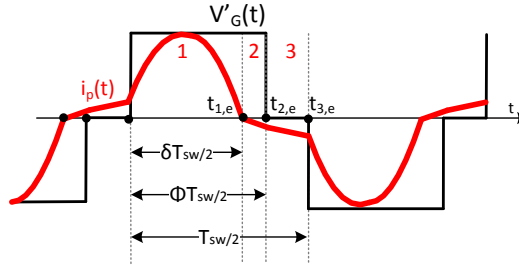 V'G(t)
1 2 3
ip(t)
t1,e t2,e t3,e t
δTsw/2
ΦTsw/2
Tsw/2